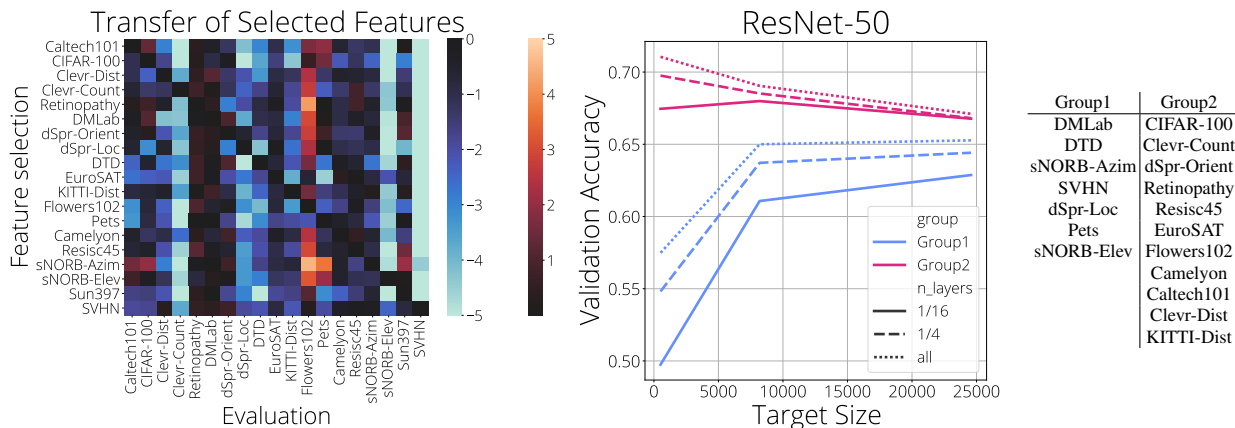 Transfer of Selected Features
Feature selection
Caltech101
CIFAR-100
Clevr-Dist
Clevr-Count
Retinopathy
DMLab
dSpr-Orient
dSpr-Loc
DTD
EuroSAT
KITTI-Dist
Flowers102
Pets
Camelyon
Resisc45
sNORB-Azim
sNORB-Elev
Sun397
SVHN
Caltech101
CIFAR-100
Clevr-Dist
Clevr-Count
Retinopathy
DMLab
dSpr-Orient
dSpr-Loc
DTD
EuroSAT
KITTI-Dist
Flowers102
Pets
Camelyon
Resisc45
sNORB-Azim
sNORB-Elev
Sun397
SVHN
Evaluation
0
−1
−2
−3
−4
−5
5
4
3
2
1
ResNet-50
Validation Accuracy
0.70
0.65
0.60
0.55
0.50
0 5000 10000 15000 20000 25000
Target Size
group
Group1
Group2
n_layers
1/16
1/4
all
Group1 Group2
DMLab CIFAR-100
DTD Clevr-Count
sNORB-Azim dSpr-Orient
SVHN Retinopathy
dSpr-Loc Resisc45
Pets EuroSAT
sNORB-Elev Flowers102
Camelyon
Caltech101
Clevr-Dist
KITTI-Dist